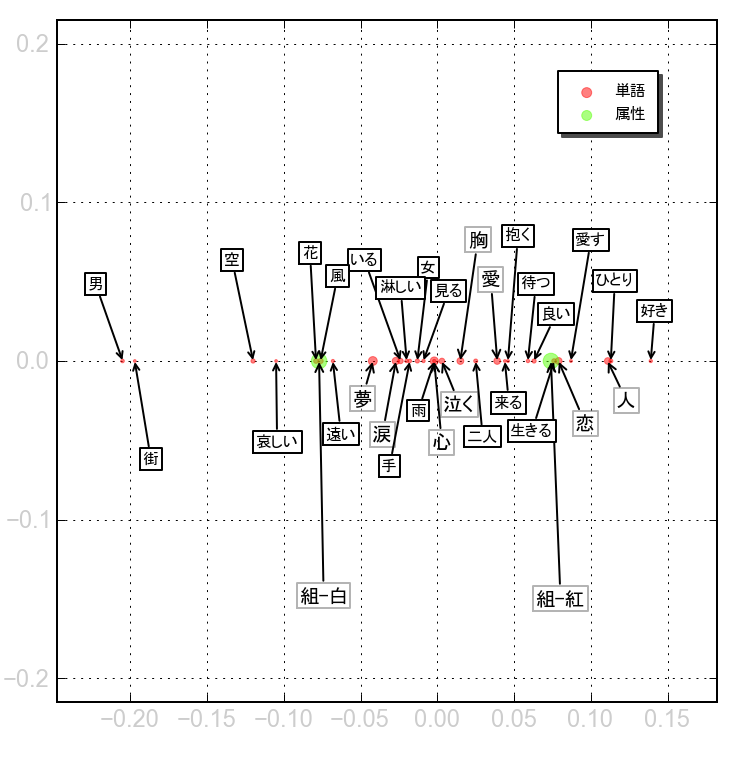 0.2
単語
属性
0.1
胸
抱く
愛す
花
空
いる
女
風
男
淋しい
見る
愛
待つ
ひとり
良い
好き
0.0
夢
雨
泣く
来る
人
涙
心
二人
生きる
恋
街
哀しい
遠い
手
−0.1
組−白
組−紅
−0.2
−0.20 −0.15 −0.10 −0.05 0.00 0.05 0.10 0.15